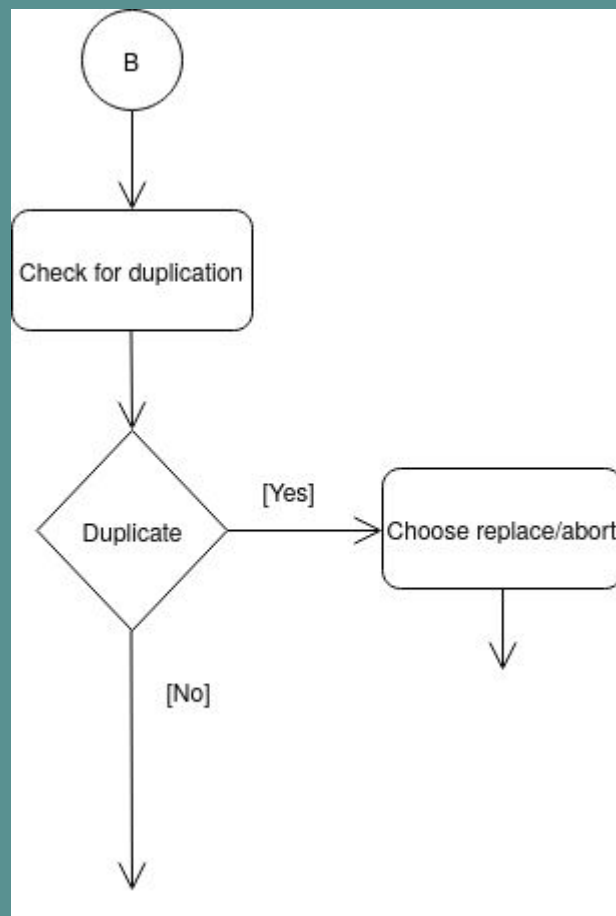 B
Check for duplication
[Yes]
Duplicate
Choose replace/abort
[No]